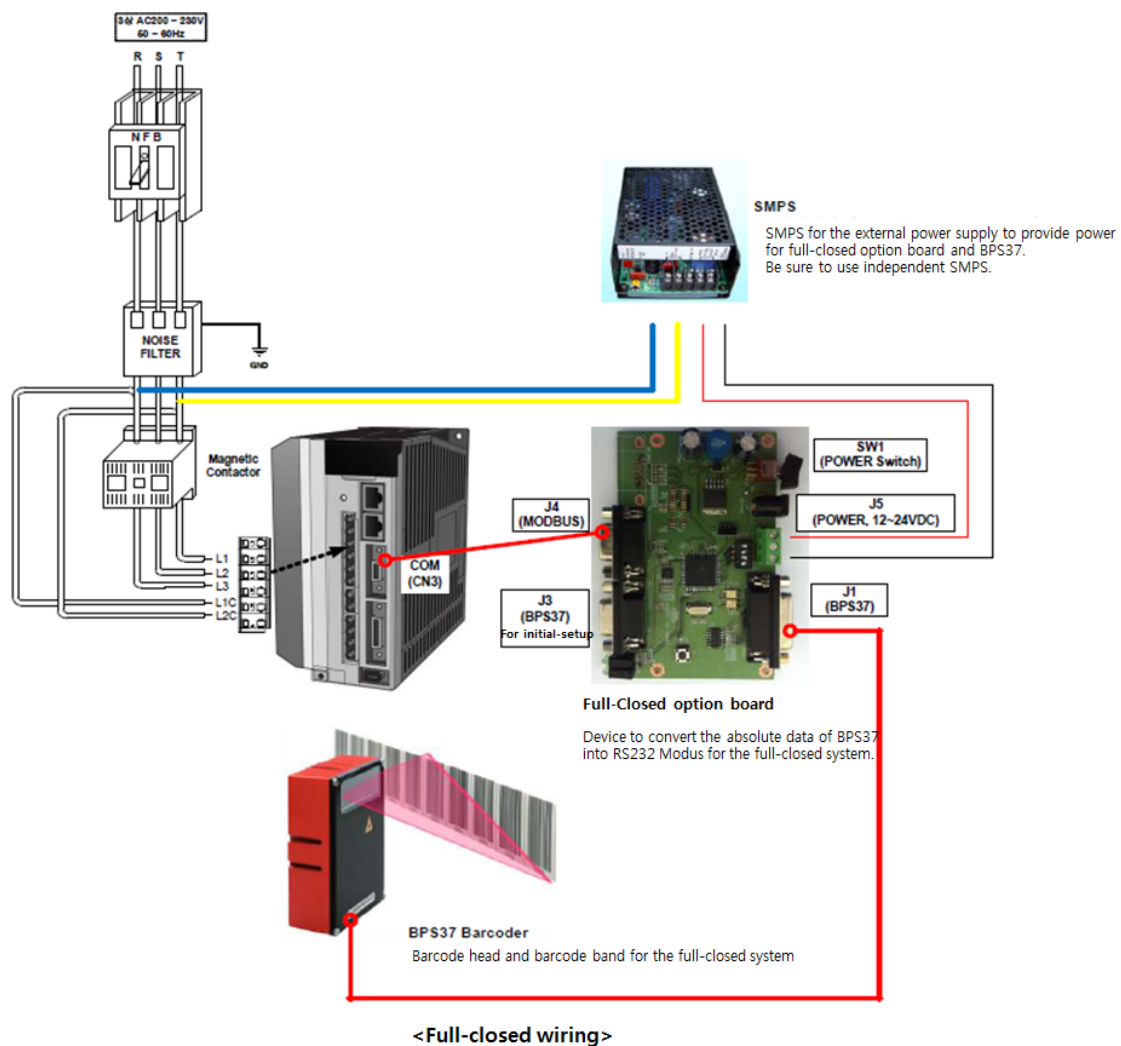 3Φ AC200 – 230V
50 – 60Hz
R S T
N F B
NOISE
FILTER
GND
SMPS
SMPS for the external power supply to provide power
for full-closed option board and BPS37.
Be sure to use independent SMPS.
Magnetic
Contactor
L1
L2
L3
L1C
L2C
COM
(CN3)
J4
(MODBUS)
J3
(BPS37)
For initial-setup
SW1
(POWER Switch)
J5
(POWER, 12~24VDC)
J1
(BPS37)
Full-Closed option board
Device to convert the absolute data of BPS37
into RS232 Modus for the full-closed system.
BPS37 Barcoder
Barcode head and barcode band for the full-closed system
<Full-closed wiring>